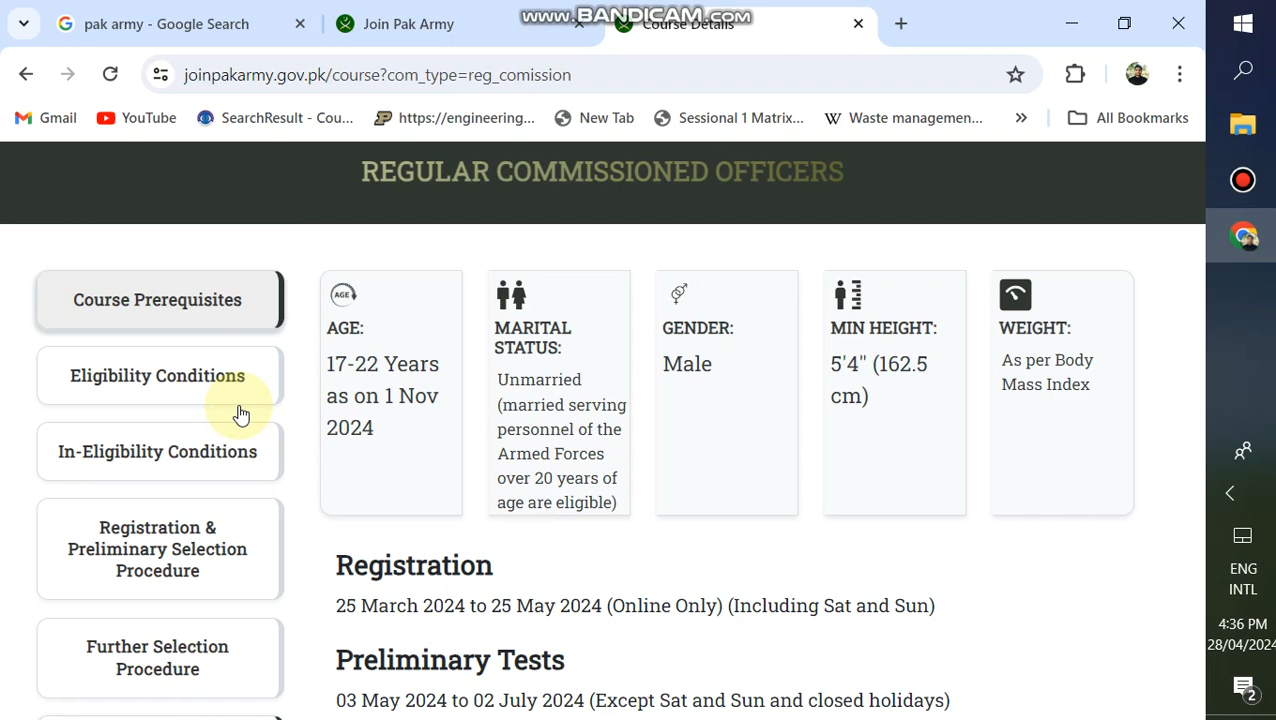 pak army - Google Search
Join Pak Army
Course Details
www.BANDICAM.com
joinpakarmy.gov.pk/course?com_type=reg_comission
Gmail
YouTube
SearchResult - Cou...
https://engineering...
New Tab
Sessional 1 Matrix...
Waste managemen...
»
All Bookmarks
REGULAR COMMISSIONED OFFICERS
Course Prerequisites
Eligibility Conditions
In-Eligibility Conditions
Registration &
Preliminary Selection
Procedure
Further Selection
Procedure
AGE
AGE:
17-22 Years
as on 1 Nov
2024
MARITAL
STATUS:
Unmarried
(married serving
personnel of the
Armed Forces
over 20 years of
age are eligible)
GENDER:
Male
MIN HEIGHT:
5'4" (162.5
cm)
WEIGHT:
As per Body
Mass Index
Registration
25 March 2024 to 25 May 2024 (Online Only) (Including Sat and Sun)
Preliminary Tests
03 May 2024 to 02 July 2024 (Except Sat and Sun and closed holidays)
ENG
INTL
4:36 PM
28/04/2024
2